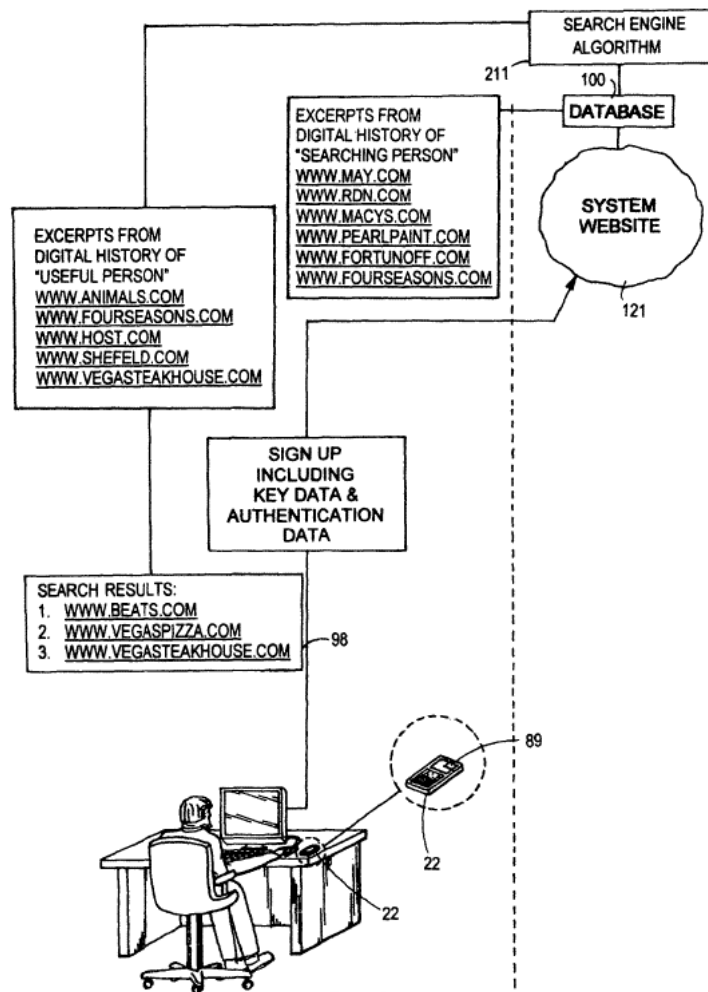 SEARCH ENGINE
ALGORITHM
211
100
DATABASE
SYSTEM
WEBSITE
121
EXCERPTS FROM
DIGITAL HISTORY OF
"SEARCHING PERSON"
WWW.MAY.COM
WWW.RDN.COM
WWW.MACYS.COM
WWW.PEARLPAINT.COM
WWW.FORTUNOFF.COM
WWW.FOURSEASONS.COM
EXCERPTS FROM
DIGITAL HISTORY OF
"USEFUL PERSON"
WWW.ANIMALS.COM
WWW.FOURSEASONS.COM
WWW.HOST.COM
WWW.SHEFELD.COM
WWW.VEGASTEAKHOUSE.COM
SIGN UP
INCLUDING
KEY DATA &
AUTHENTICATION
DATA
SEARCH RESULTS:
1. WWW.BEATS.COM
2. WWW.VEGASPIZZA.COM
3. WWW.VEGASTEAKHOUSE.COM
98
89
22
22